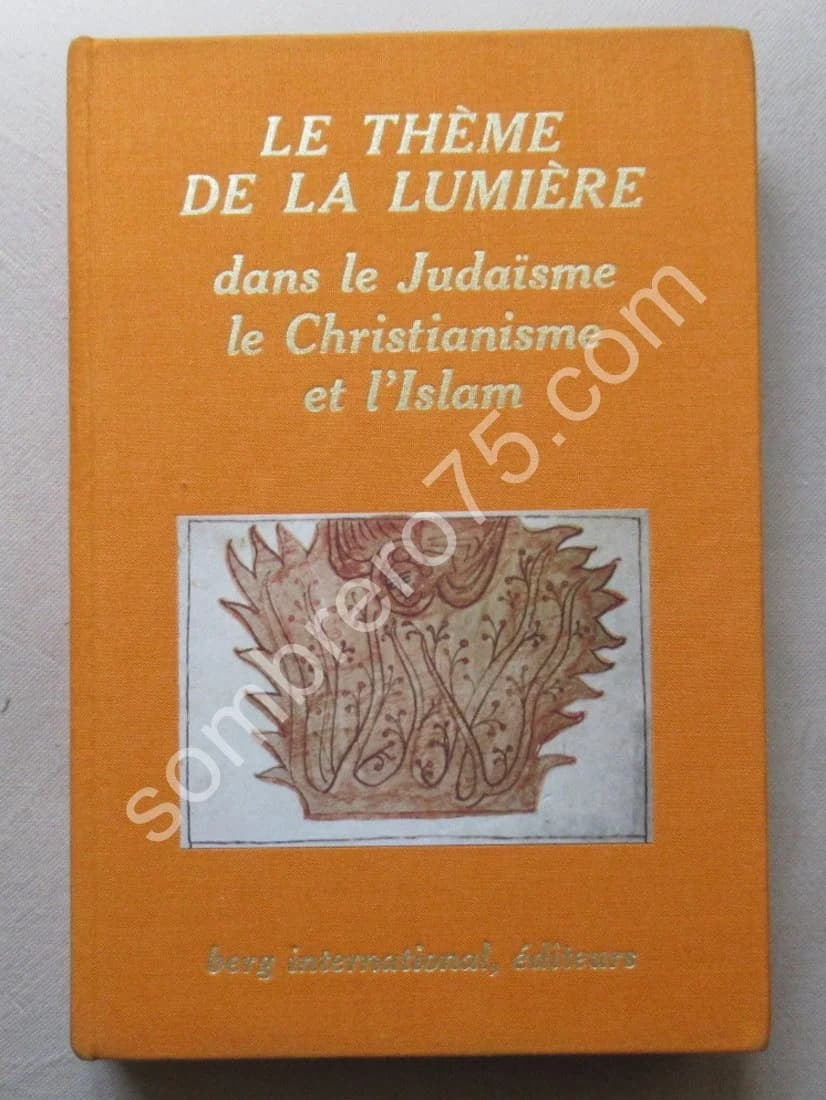 LE THÈME
DE LA LUMIÈRE
dans le Judaïsme
le Christianisme
et l'Islam
sombrero75.com
berg international, éditeurs